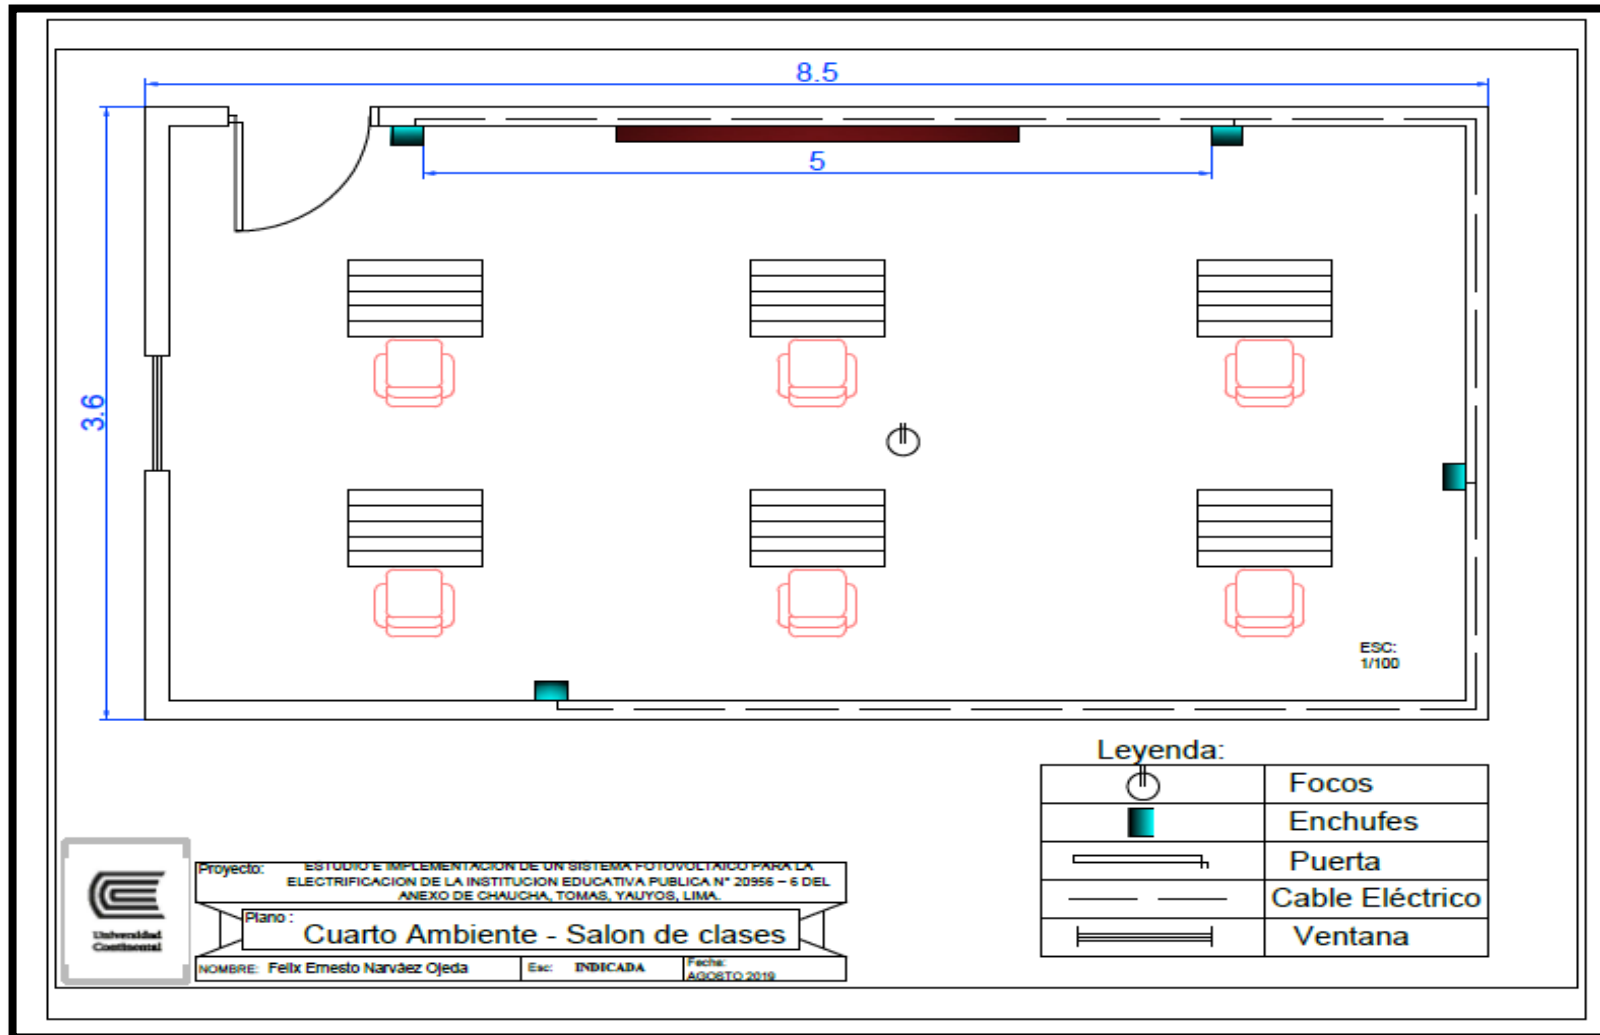 8.5
5
3.6
ESC:
1/100
Leyenda:
Focos
Enchufes
Puerta
Cable Eléctrico
Ventana
Universidad
Continental
Proyecto: ESTUDIO E IMPLEMENTACION DE UN SISTEMA FOTOVOLTAICO PARA LA
ELECTRIFICACION DE LA INSTITUCION EDUCATIVA PUBLICA N° 20956 – 6 DEL
ANEXO DE CHAUCHA, TOMAS, YAUYOS, LIMA.
Plano :
Cuarto Ambiente - Salon de clases
NOMBRE: Felix Ernesto Narváez Ojeda
Esc: INDICADA
Fecha:
AGOSTO 2019